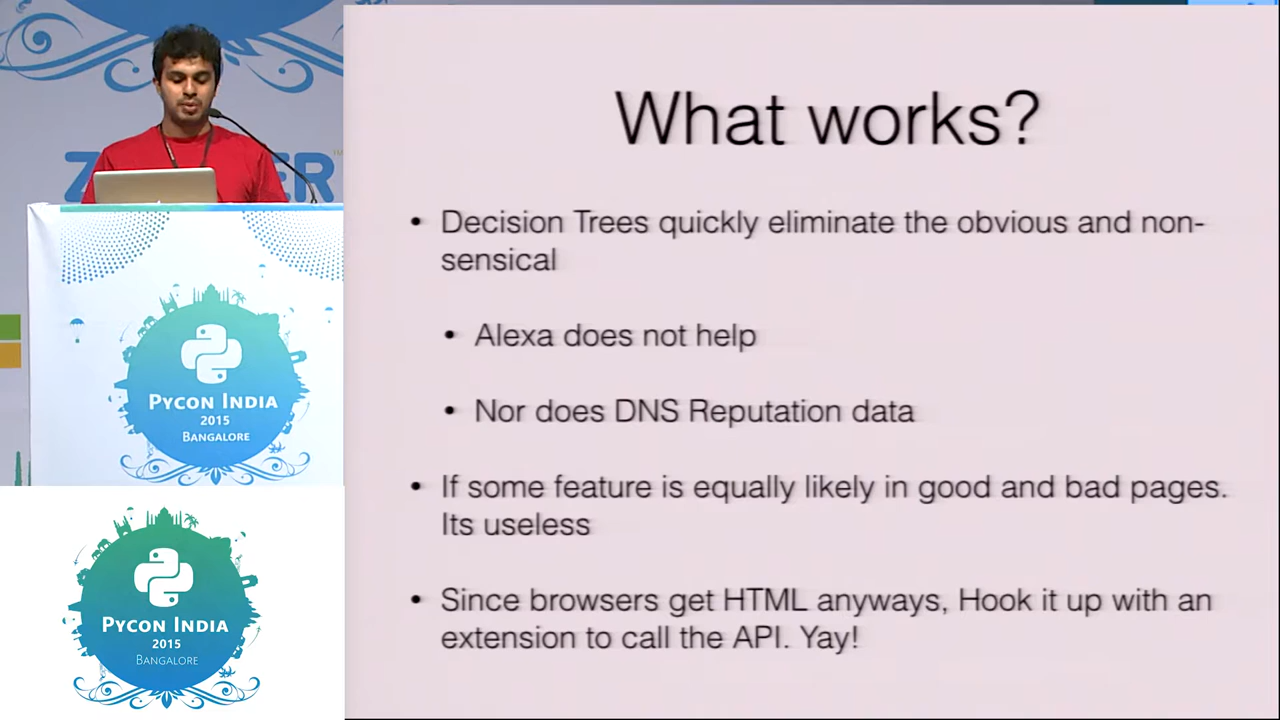 What works?
• Decision Trees quickly eliminate the obvious and non-
sensical
• Alexa does not help
• Nor does DNS Reputation data
• If some feature is equally likely in good and bad pages.
Its useless
• Since browsers get HTML anyways, Hook it up with an
extension to call the API. Yay!
PYCON INDIA
2015
BANGALORE
PYCON INDIA
2015
BANGALORE